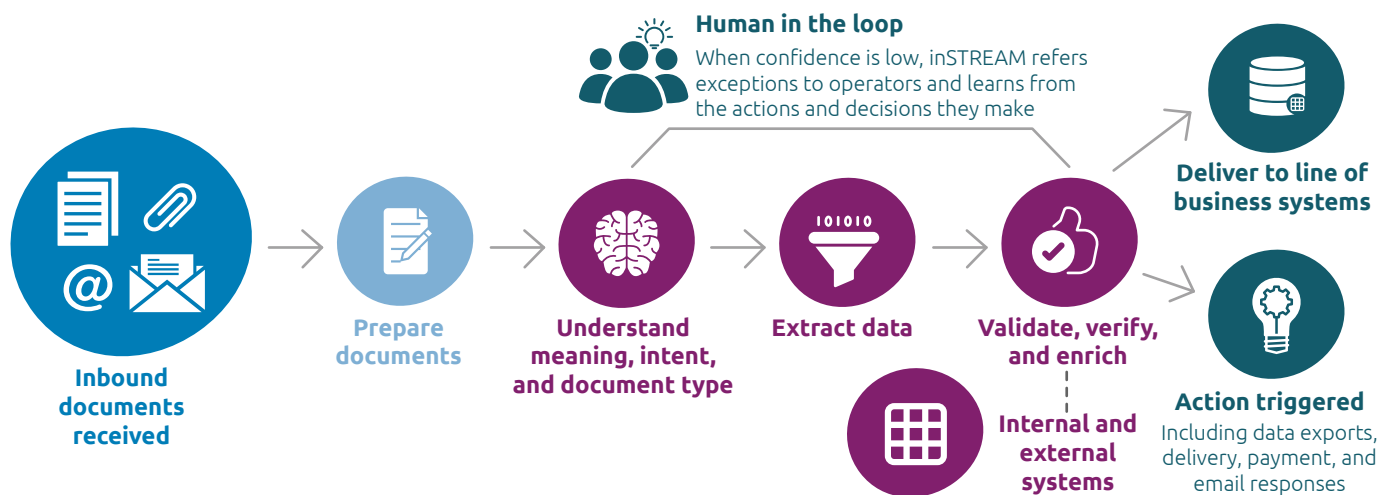 Human in the loop
When confidence is low, inSTREAM refers
exceptions to operators and learns from
the actions and decisions they make
Inbound
documents
received
@
Prepare
documents
Understand
meaning, intent,
and document type
101010
Extract data
Validate, verify,
and enrich
Internal and
external
systems
Deliver to line of
business systems
Action triggered
Including data exports,
delivery, payment, and
email responses